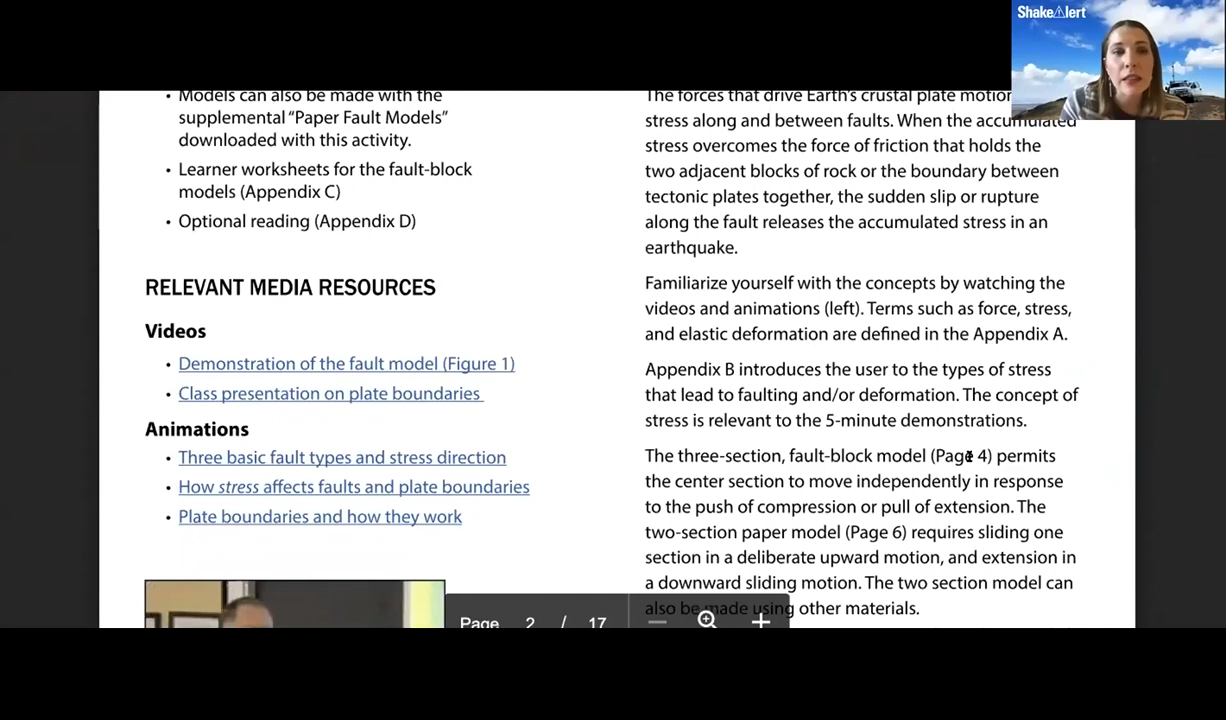 ShakeAlert
Models can also be made with the
supplemental “Paper Fault Models”
downloaded with this activity.
Learner worksheets for the fault-block
models (Appendix C)
Optional reading (Appendix D)
RELEVANT MEDIA RESOURCES
Videos
Demonstration of the fault model (Figure 1)
Class presentation on plate boundaries
Animations
Three basic fault types and stress direction
How stress affects faults and plate boundaries
Plate boundaries and how they work
The forces that drive Earth's crustal plate motion
stress along and between faults. When the accumulated
stress overcomes the force of friction that holds the
two adjacent blocks of rock or the boundary between
tectonic plates together, the sudden slip or rupture
along the fault releases the accumulated stress in an
earthquake.
Familiarize yourself with the concepts by watching the
videos and animations (left). Terms such as force, stress,
and elastic deformation are defined in the Appendix A.
Appendix B introduces the user to the types of stress
that lead to faulting and/or deformation. The concept of
stress is relevant to the 5-minute demonstrations.
The three-section, fault-block model (Page 4) permits
the center section to move independently in response
to the push of compression or pull of extension. The
two-section paper model (Page 6) requires sliding one
section in a deliberate upward motion, and extension in
a downward sliding motion. The two section model can
also be made using other materials.
Page 2 / 17